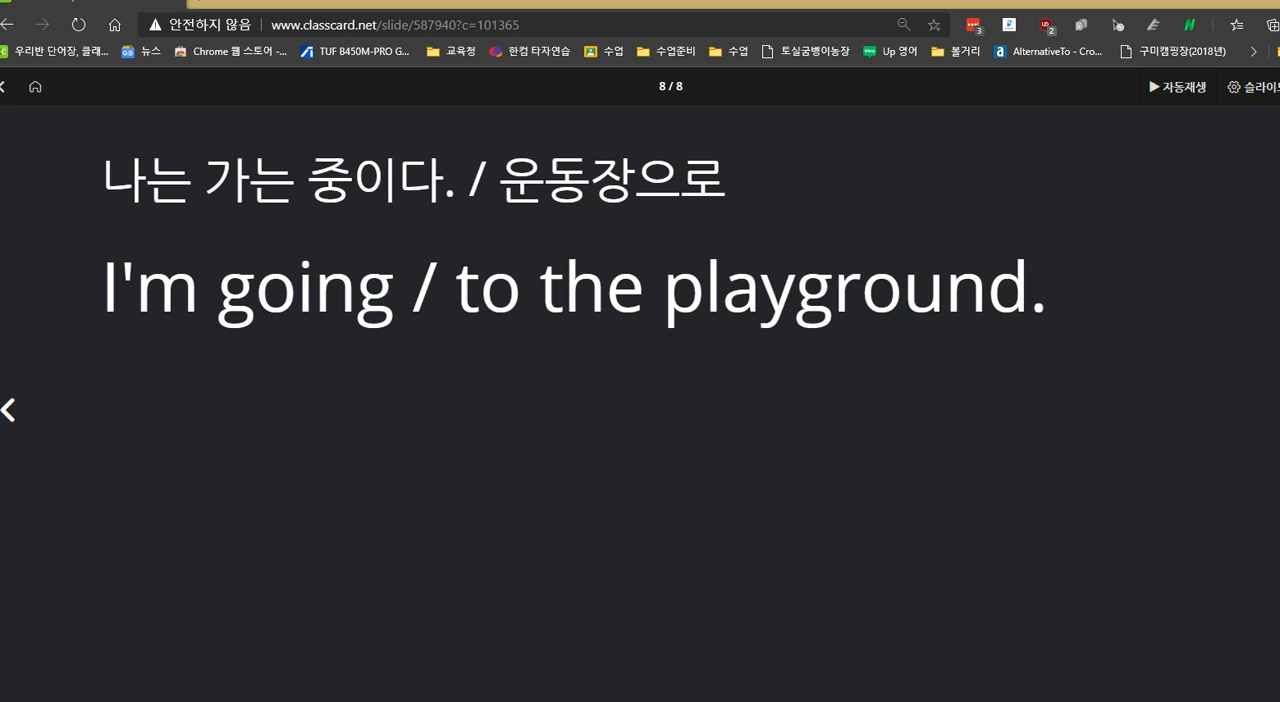 안전하지 않음 | www.classcard.net/slide/587940?c=101365
3 UD 2
우리반 단어장, 클래... 뉴스 Chrome 웹 스토어 -... TUF B450M-PRO G... 교육청 한컴 타자연습 수업 수업준비 수업 토실굼벵이농장 Up 영어 볼거리 a AlternativeTo - Cro... 구미캠핑장(2018년)
8 / 8 자동재생 슬라이드
나는 가는 중이다. / 운동장으로
I'm going / to the playground.